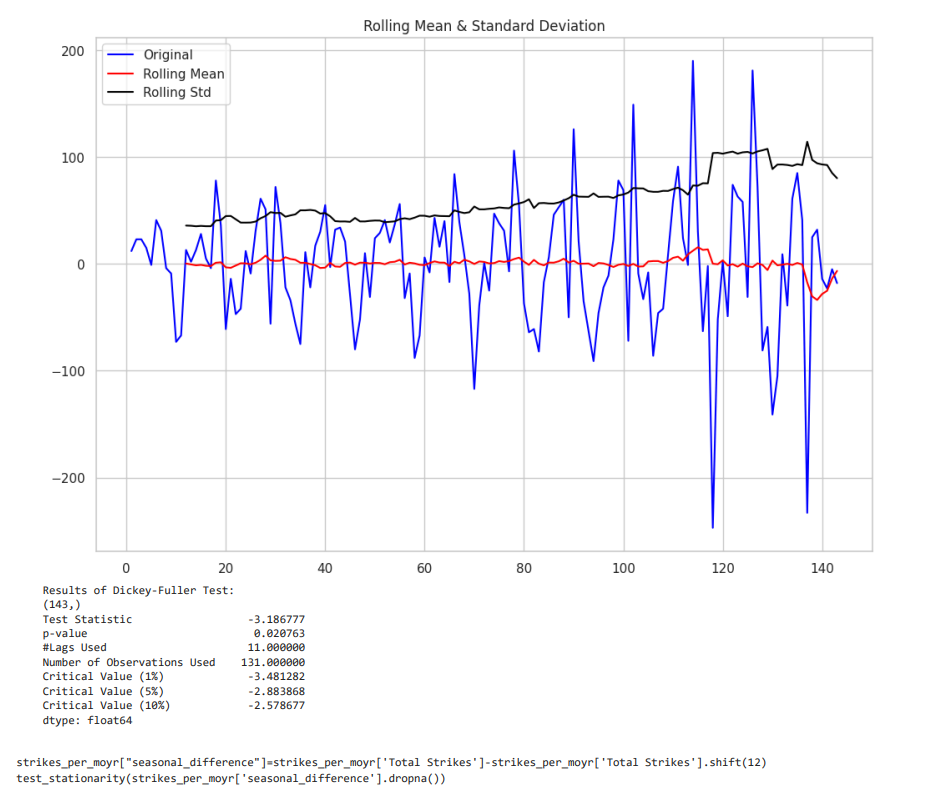 Rolling Mean & Standard Deviation
Original
Rolling Mean
Rolling Std
200
100
0
−100
−200
0 20 40 60 80 100 120 140
Results of Dickey-Fuller Test:
(143,)
Test Statistic -3.186777
p-value 0.020763
#Lags Used 11.000000
Number of Observations Used 131.000000
Critical Value (1%) -3.481282
Critical Value (5%) -2.883868
Critical Value (10%) -2.578677
dtype: float64
strikes_per_moyr["seasonal_difference"]=strikes_per_moyr['Total Strikes']-strikes_per_moyr['Total Strikes'].shift(12)
test_stationarity(strikes_per_moyr['seasonal_difference'].dropna())